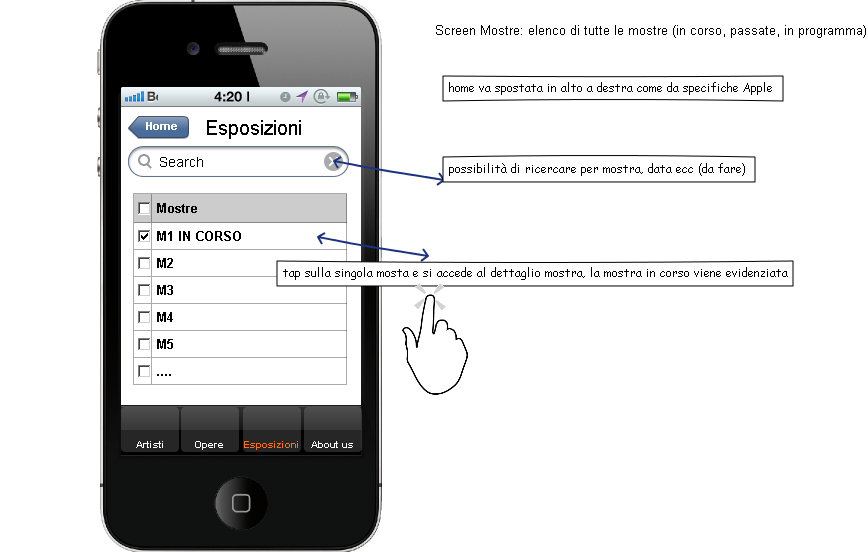 Screen Mostre: elenco di tutte le mostre (in corso, passate, in programma)
home va spostata in alto a destra come da specifiche Apple
4:20
Home
Esposizioni
Search
possibilità di ricercare per mostra, data ecc (da fare)
Mostre
M1 IN CORSO
M2
tap sulla singola mosta e si accede al dettaglio mostra, la mostra in corso viene evidenziata
M3
M4
M5
....
Artisti Opere Esposizioni About us